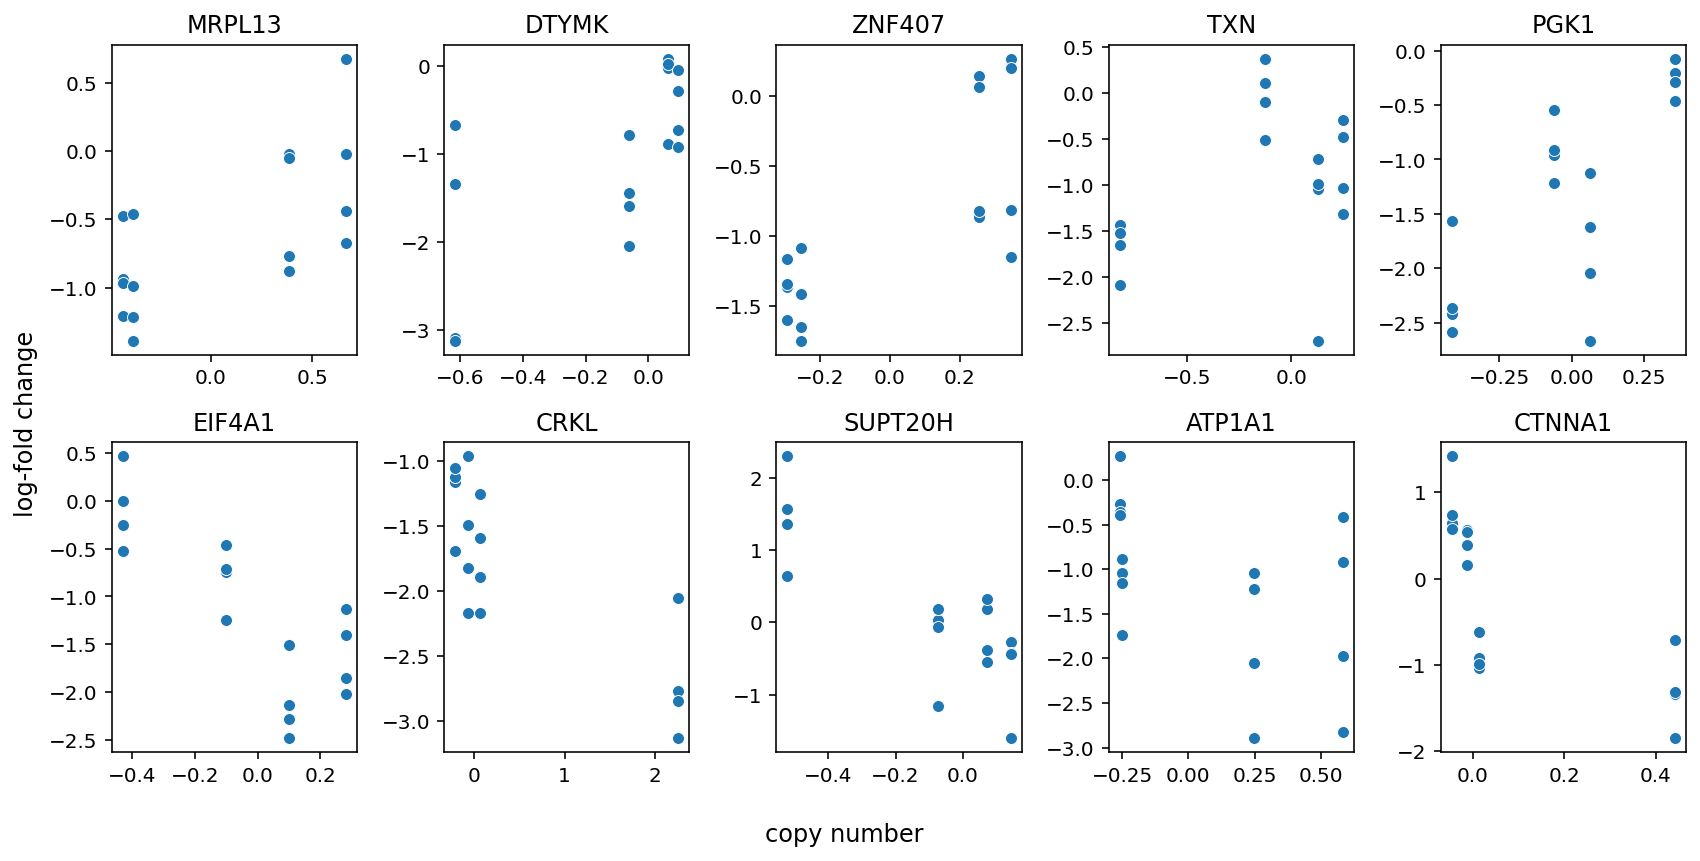 MRPL13 DTYMK ZNF407 TXN PGK1
0.5 0.0 −0.5 −1.0
0 −1 −2 −3
0.0 −0.5 −1.0 −1.5
0.5 0.0 −0.5 −1.0 −1.5 −2.0 −2.5
0.0 −0.5 −1.0 −1.5 −2.0 −2.5
0.0 0.5
−0.6 −0.4 −0.2 0.0
−0.2 0.0 0.2
−0.5 0.0
−0.25 0.00 0.25
log-fold change
EIF4A1 CRKL SUPT20H ATP1A1 CTNNA1
0.5 0.0 −0.5 −1.0 −1.5 −2.0 −2.5
−1.0 −1.5 −2.0 −2.5 −3.0
2 1 0 −1
0.0 −0.5 −1.0 −1.5 −2.0 −2.5 −3.0
1 0 −1 −2
−0.4 −0.2 0.0 0.2
0 1 2
−0.4 −0.2 0.0
−0.25 0.00 0.25 0.50
0.0 0.2 0.4
copy number